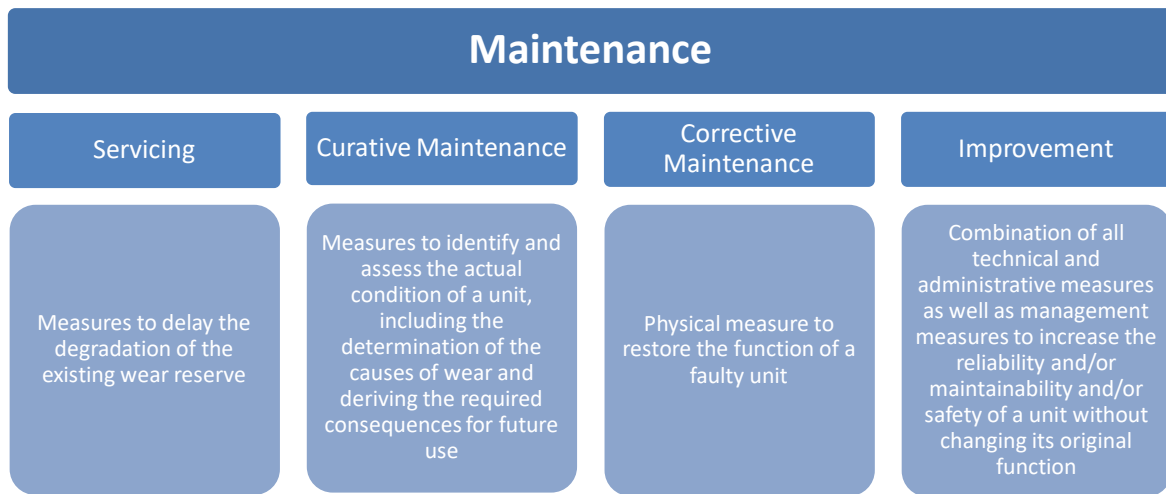 Maintenance
Servicing
Curative Maintenance
Corrective
Maintenance
Improvement
Measures to delay the
degradation of the
existing wear reserve
Measures to identify and
assess the actual
condition of a unit,
including the
determination of the
causes of wear and
deriving the required
consequences for future
use
Physical measure to
restore the function of a
faulty unit
Combination of all
technical and
administrative measures
as well as management
measures to increase the
reliability and/or
maintainability and/or
safety of a unit without
changing its original
function